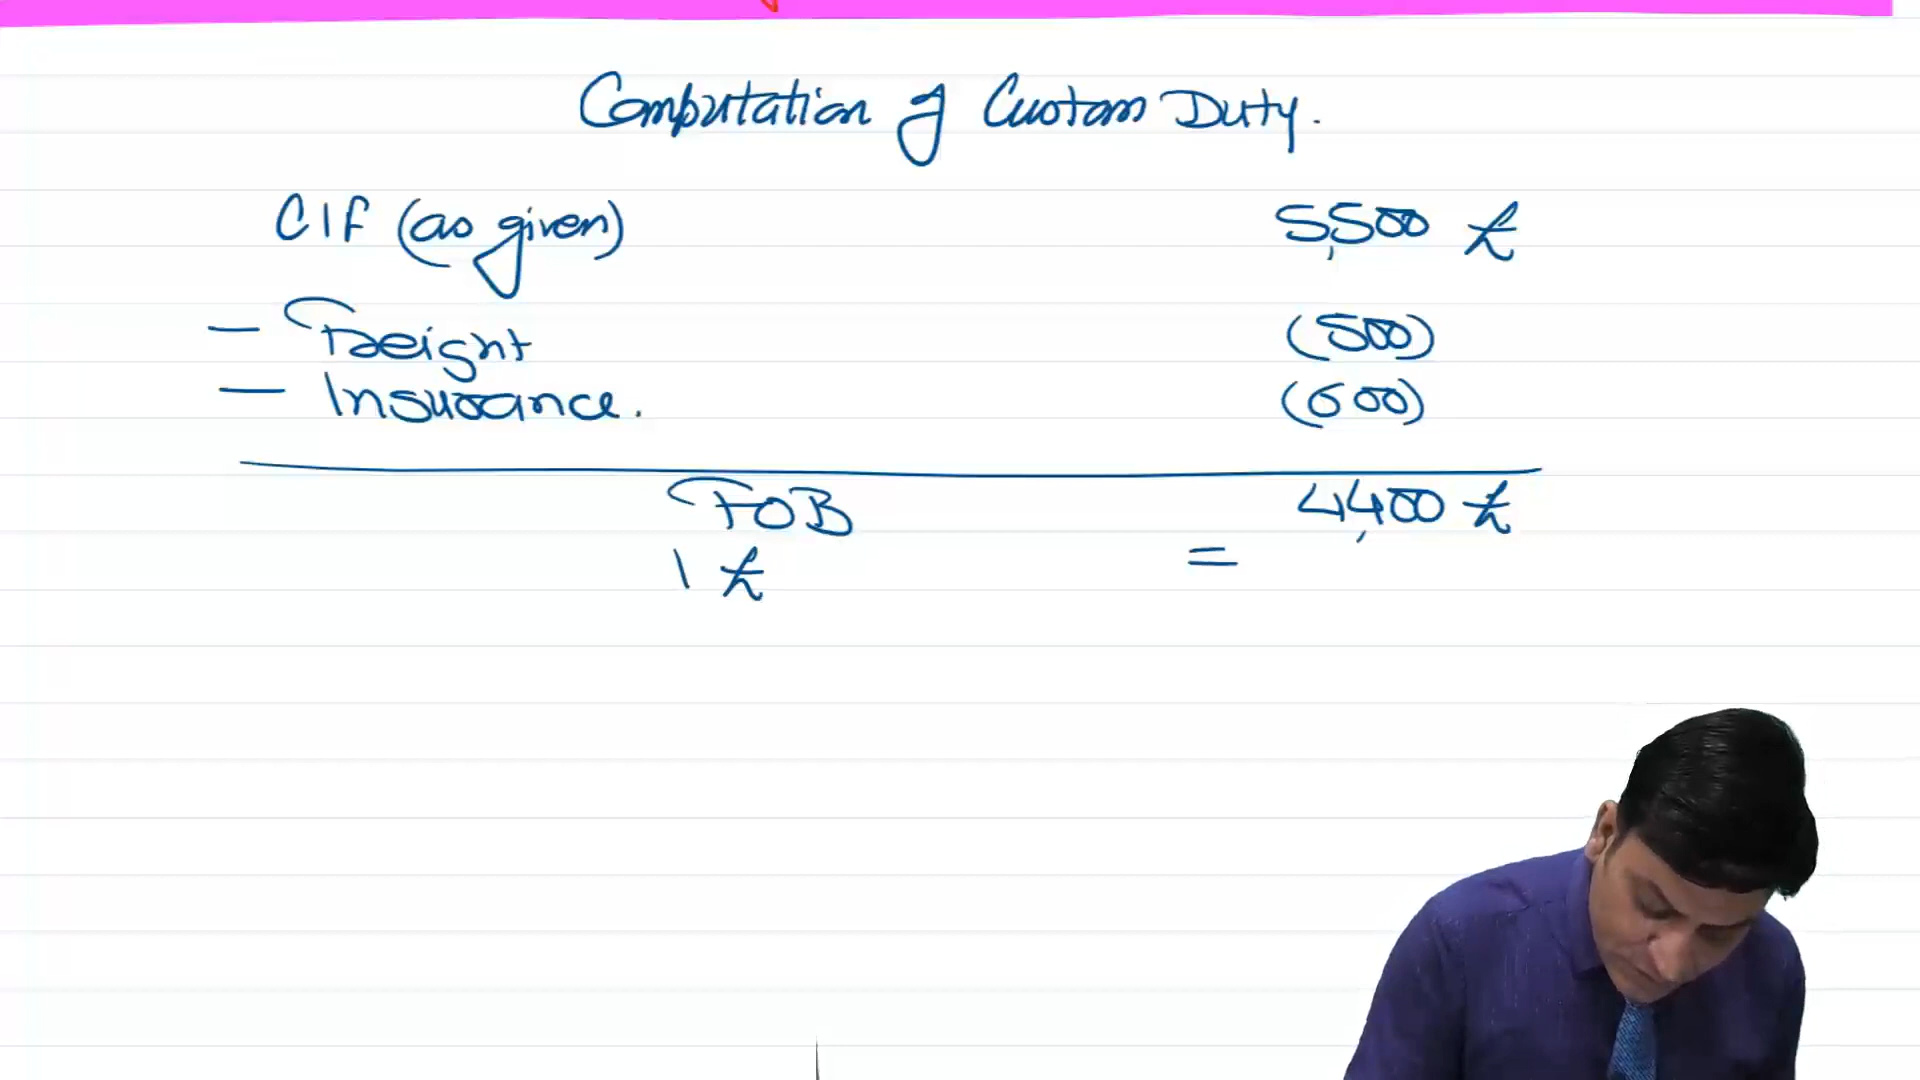 Computation of Custom Duty.
CIF (as given) 5,500 £
– Freight (500)
– Insurance. (600)
FOB 4,400 £
1 £ =